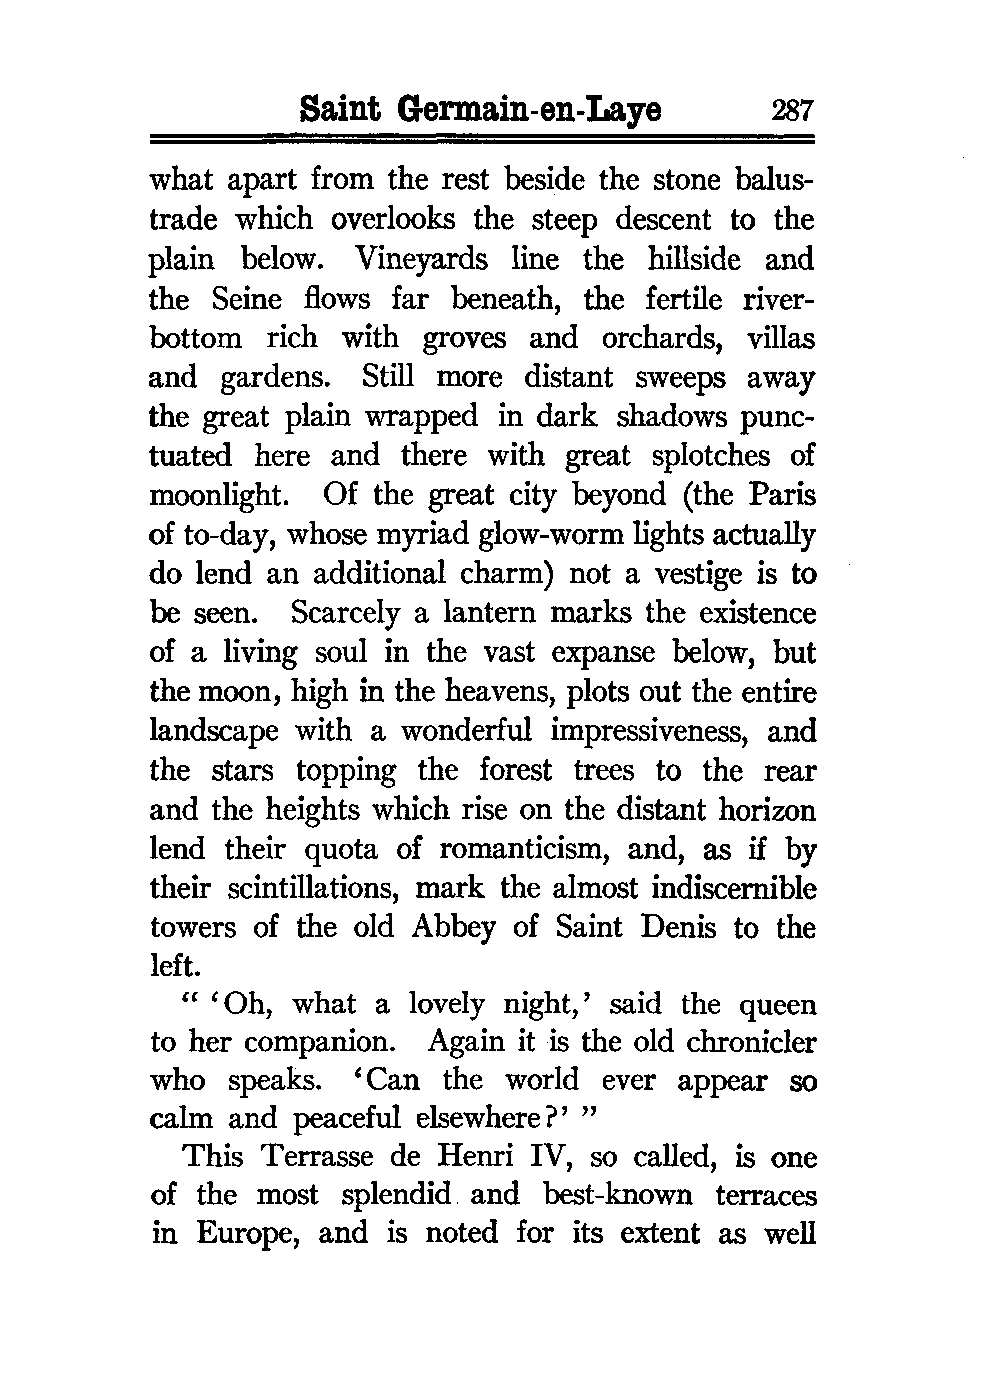 Saint Germain-en-Laye 287
what apart from the rest beside the stone balus-
trade which overlooks the steep descent to the
plain below. Vineyards line the hillside and
the Seine flows far beneath, the fertile river-
bottom rich with groves and orchards, villas
and gardens. Still more distant sweeps away
the great plain wrapped in dark shadows punc-
tuated here and there with great splotches of
moonlight. Of the great city beyond (the Paris
of to-day, whose myriad glow-worm lights actually
do lend an additional charm) not a vestige is to
be seen. Scarcely a lantern marks the existence
of a living soul in the vast expanse below, but
the moon, high in the heavens, plots out the entire
landscape with a wonderful impressiveness, and
the stars topping the forest trees to the rear
and the heights which rise on the distant horizon
lend their quota of romanticism, and, as if by
their scintillations, mark the almost indiscernible
towers of the old Abbey of Saint Denis to the
left.
“ ‘Oh, what a lovely night,’ said the queen
to her companion. Again it is the old chronicler
who speaks. ‘Can the world ever appear so
calm and peaceful elsewhere?’ ”
This Terrasse de Henri IV, so called, is one
of the most splendid and best-known terraces
in Europe, and is noted for its extent as well